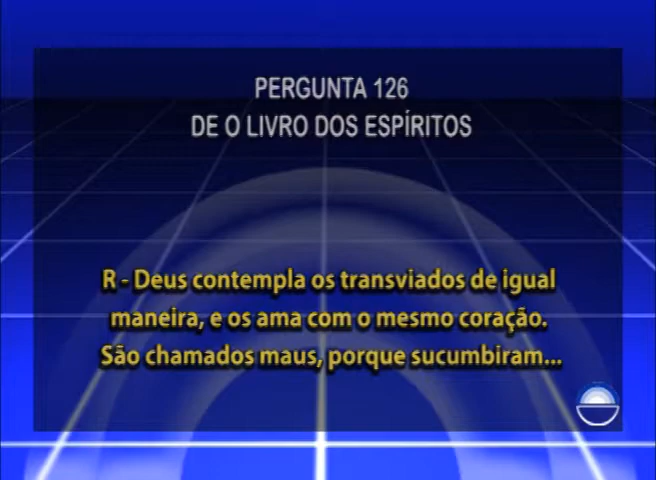 PERGUNTA 126
DE O LIVRO DOS ESPÍRITOS
R - Deus contempla os transviados de igual
maneira, e os ama com o mesmo coração.
São chamados maus, porque sucumbiram...